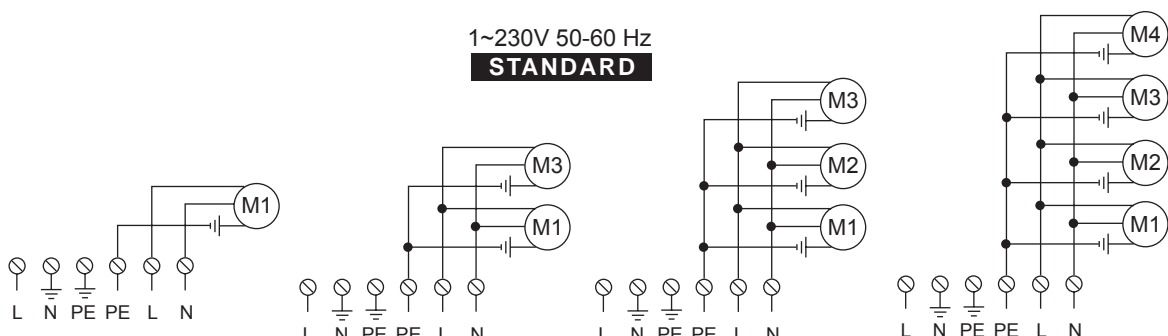 1~230V 50-60 Hz
STANDARD
M1
L N PE PE L N
M3
M1
L N PE PE L N
M3
M2
M1
L N PE PE L N
M4
M3
M2
M1
L N PE PE L N